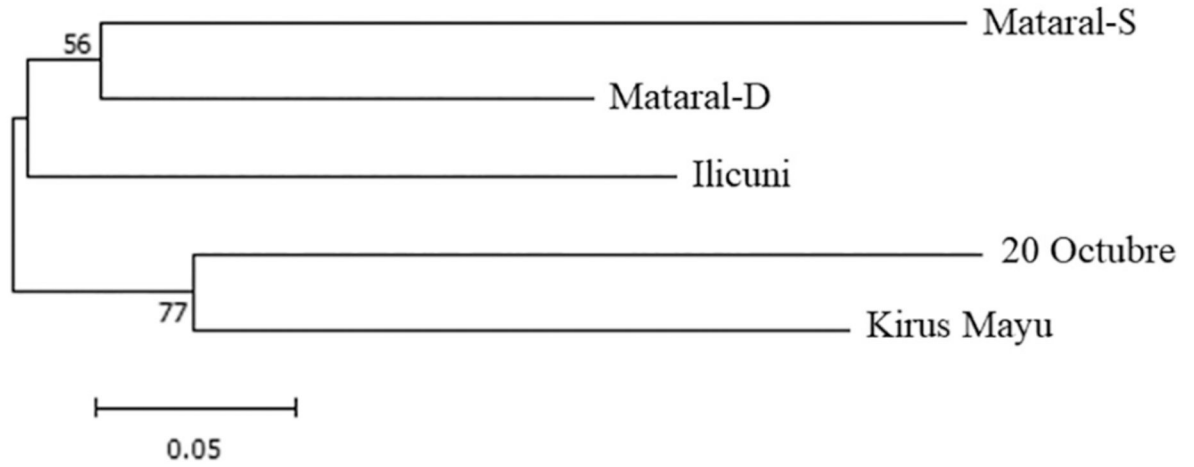 56
Mataral-S
Mataral-D
Ilicuni
20 Octubre
77
Kirus Mayu
0.05